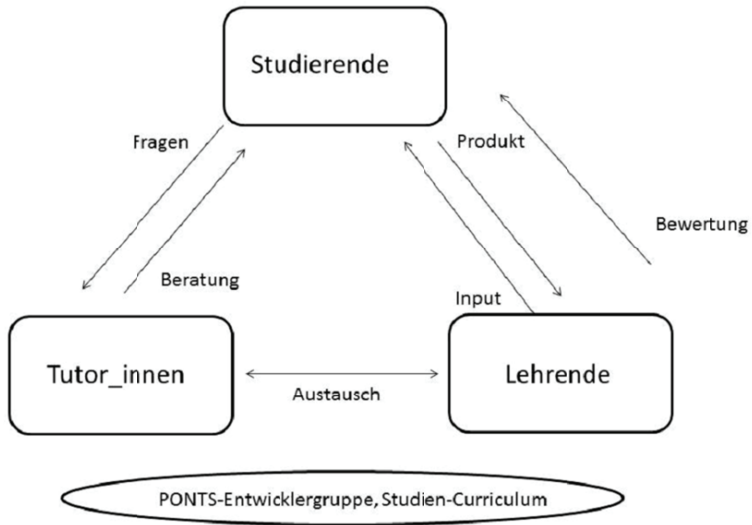 Studierende
Fragen
Produkt
Bewertung
Beratung
Input
Tutor_innen
Austausch
Lehrende
PONTS-Entwicklergruppe, Studien-Curriculum